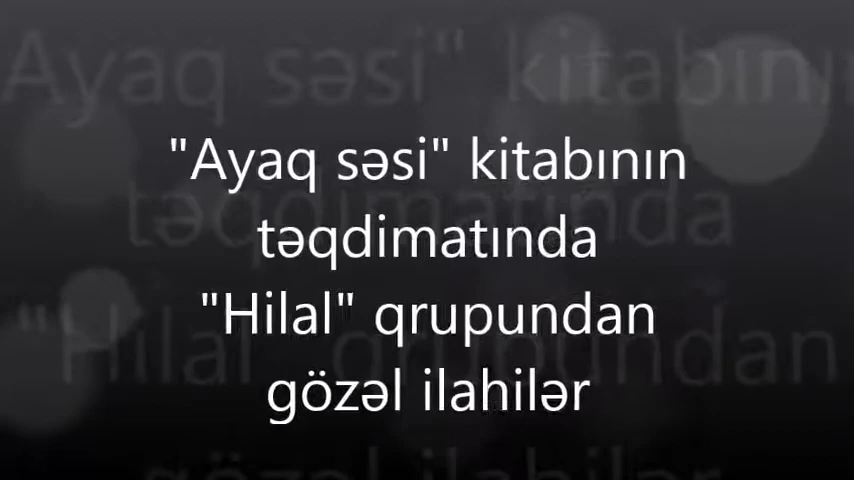 "Ayaq səsi" kitabının
təqdimatında
"Hilal" qrupundan
gözəl ilahilər